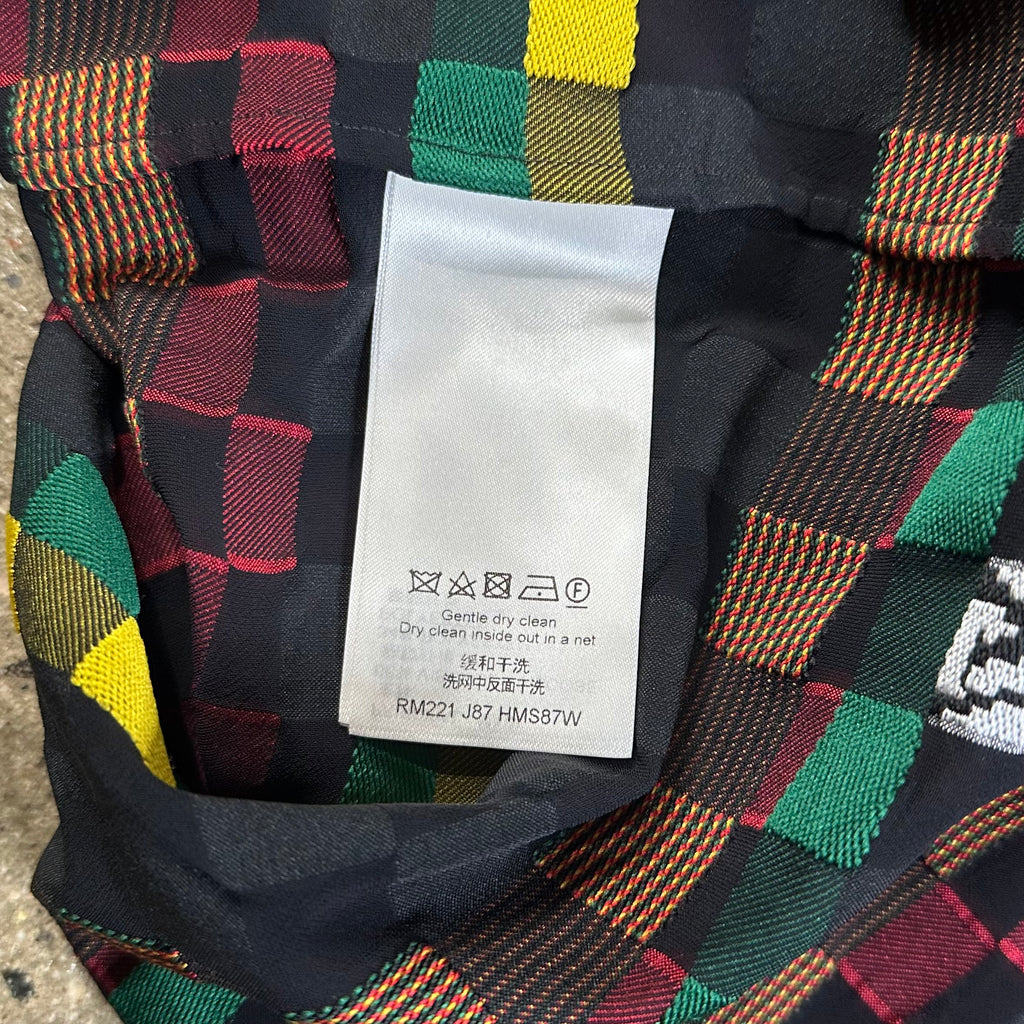 F
Gentle dry clean
Dry clean inside out in a net
缓和干洗
洗网中反面干洗
RM221 J87 HMS87W